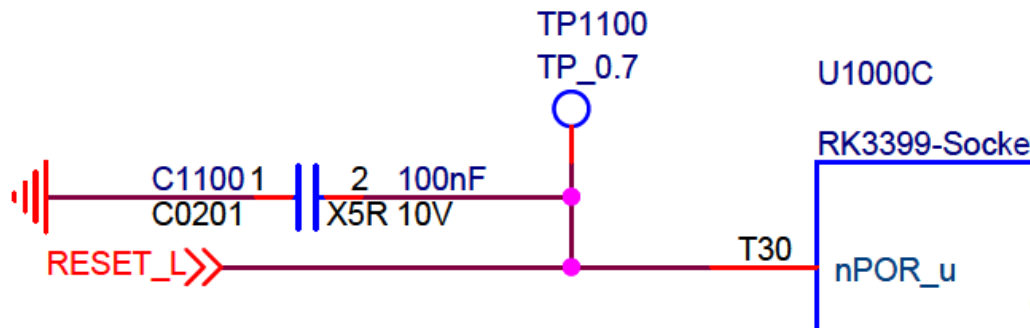 TP1100
TP_0.7
U1000C
RK3399-Socke
C1100 1 2 100nF
C0201 X5R 10V
RESET_L
T30
nPOR_u